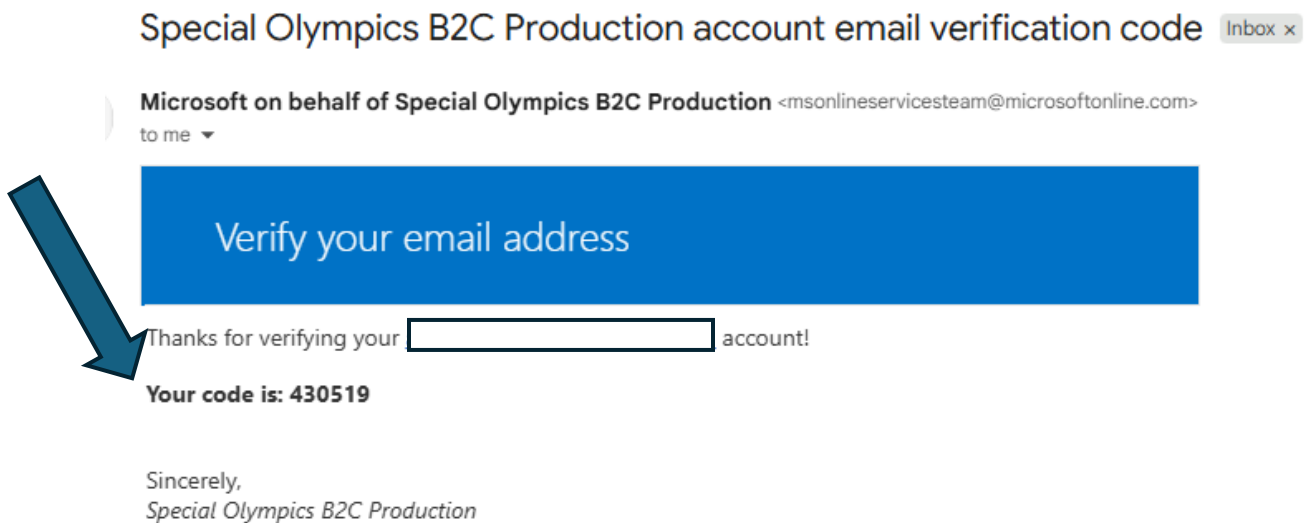 Special Olympics B2C Production account email verification code Inbox x
Microsoft on behalf of Special Olympics B2C Production <msonlineservicesteam@microsoftonline.com>
to me
Verify your email address
Thanks for verifying your account!
Your code is: 430519
Sincerely,
Special Olympics B2C Production